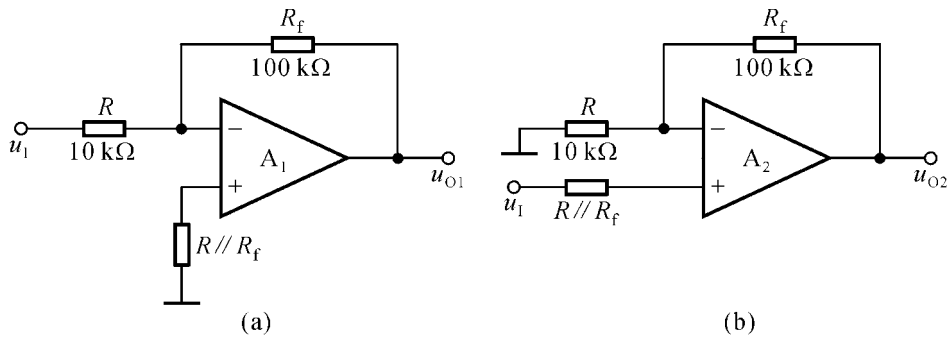 R_f
100 kΩ
R
10 kΩ
u_I
−
+
A_1
u_O1
R // R_f
(a)
R_f
100 kΩ
R
10 kΩ
u_I
R // R_f
−
+
A_2
u_O2
(b)